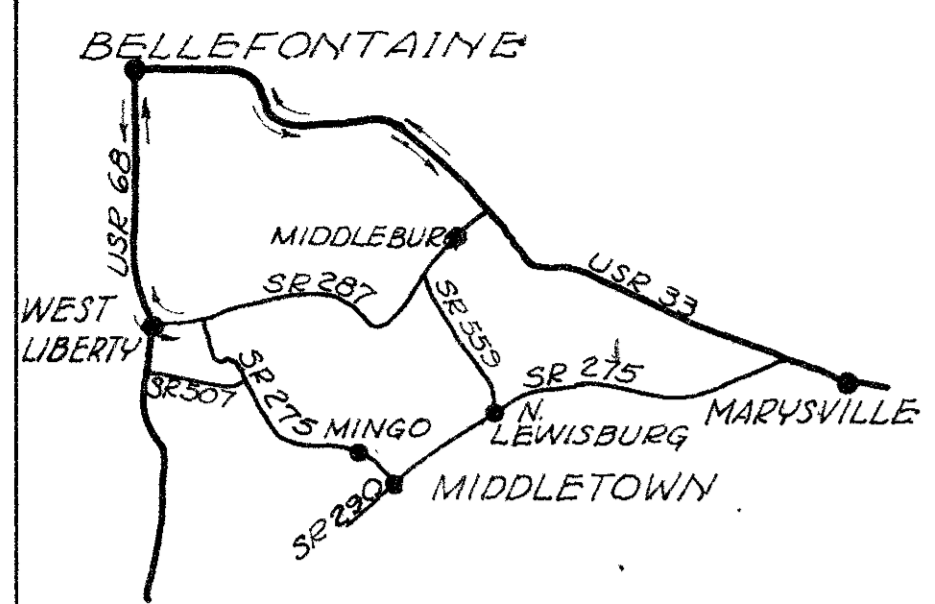 BELLEFONTAINE
USR 68
MIDDLEBURG
SR 287
USR 33
WEST
LIBERTY
SR 559
SR 507
SR 275
SR 275
MINGO
N.
LEWISBURG
MARYSVILLE
MIDDLETOWN
SR 290